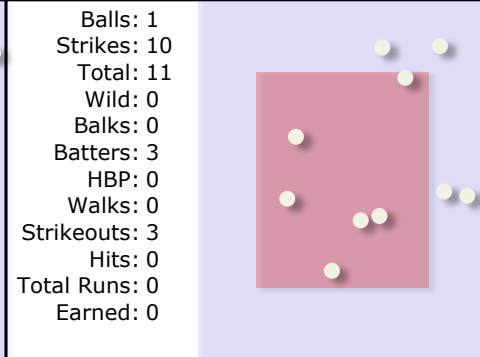 Balls: 1
Strikes: 10
Total: 11
Wild: 0
Balks: 0
Batters: 3
HBP: 0
Walks: 0
Strikeouts: 3
Hits: 0
Total Runs: 0
Earned: 0